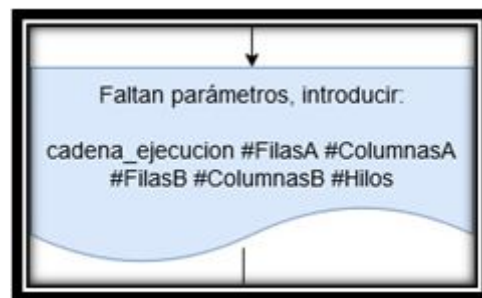 Faltan parámetros, introducir:
cadena_ejecucion #FilasA #ColumnasA
#FilasB #ColumnasB #Hilos